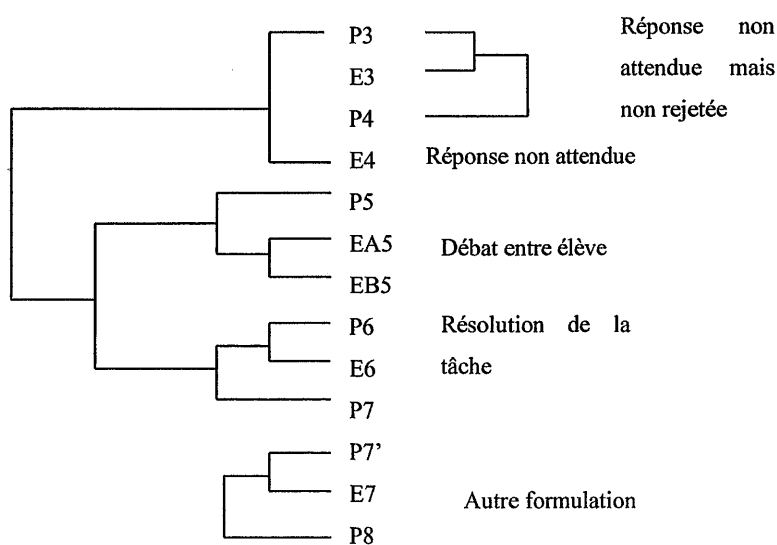 P3
Réponse non
E3
attendue mais
P4
non rejetée
E4
Réponse non attendue
P5
EA5
Débat entre élève
EB5
P6
Résolution de la
E6
tâche
P7
P7’
E7
Autre formulation
P8